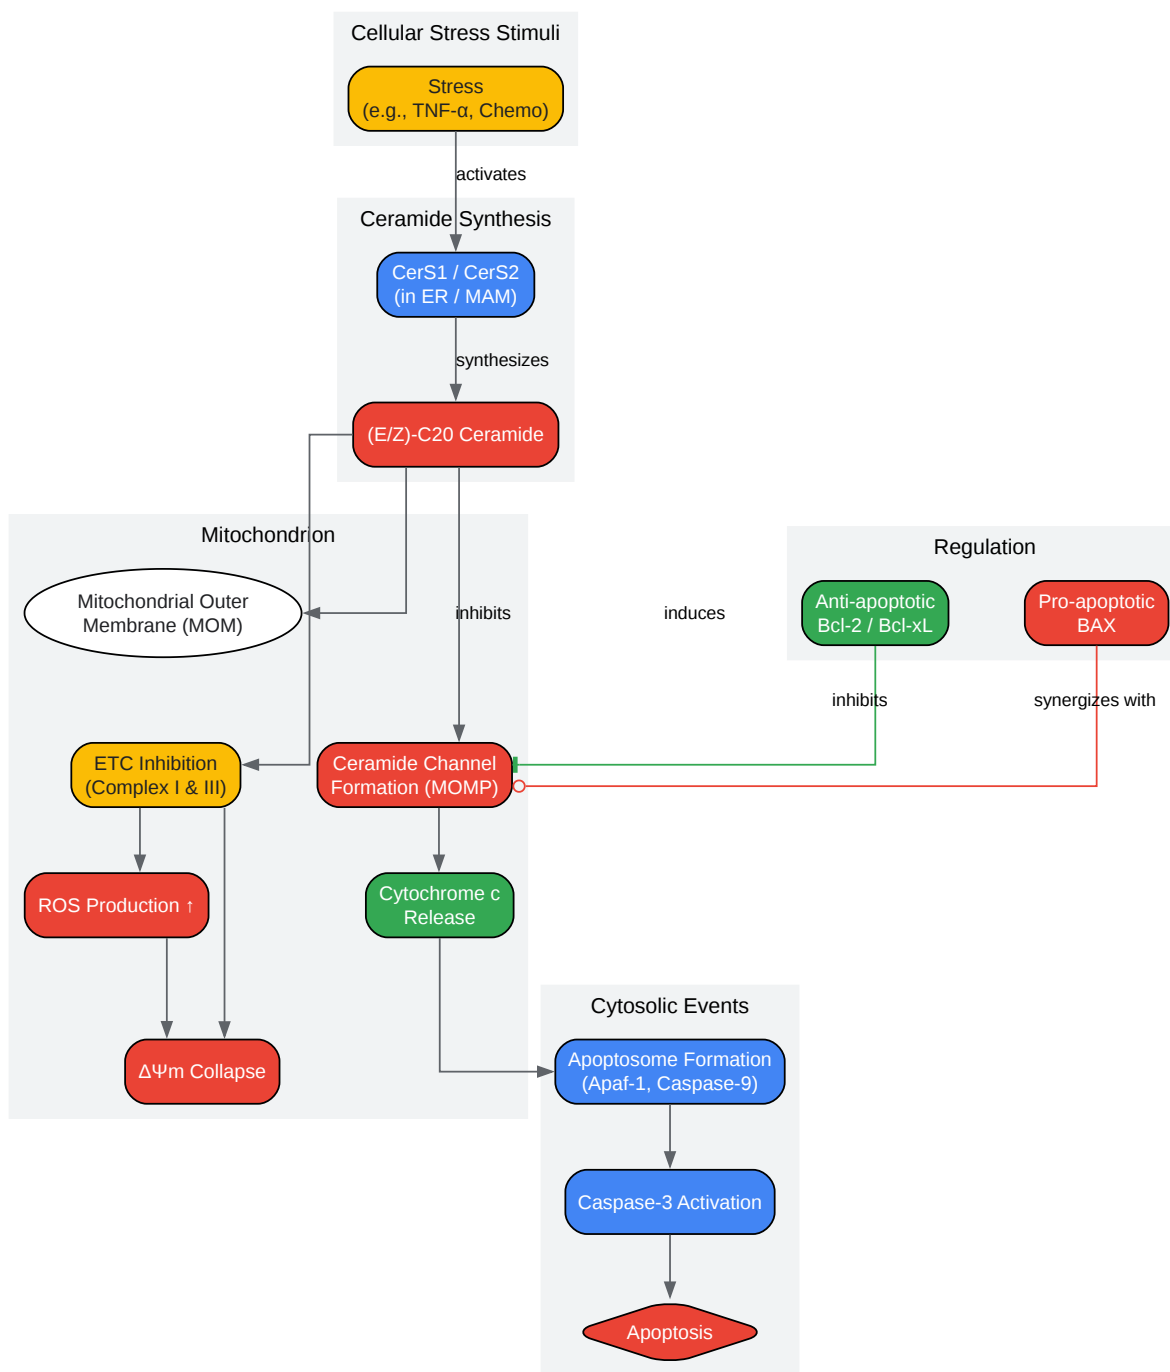 Cellular Stress Stimuli
Stress
(e.g., TNF-α, Chemo)
activates
Ceramide Synthesis
CerS1 / CerS2
(in ER / MAM)
synthesizes
(E/Z)-C20 Ceramide
Mitochondrion
Regulation
Mitochondrial Outer
Membrane (MOM)
inhibits
induces
Anti-apoptotic
Bcl-2 / Bcl-xL
Pro-apoptotic
BAX
inhibits
synergizes with
ETC Inhibition
(Complex I & III)
Ceramide Channel
Formation (MOMP)
ROS Production ↑
Cytochrome c
Release
Cytosolic Events
ΔΨm Collapse
Apoptosome Formation
(Apaf-1, Caspase-9)
Caspase-3 Activation
Apoptosis